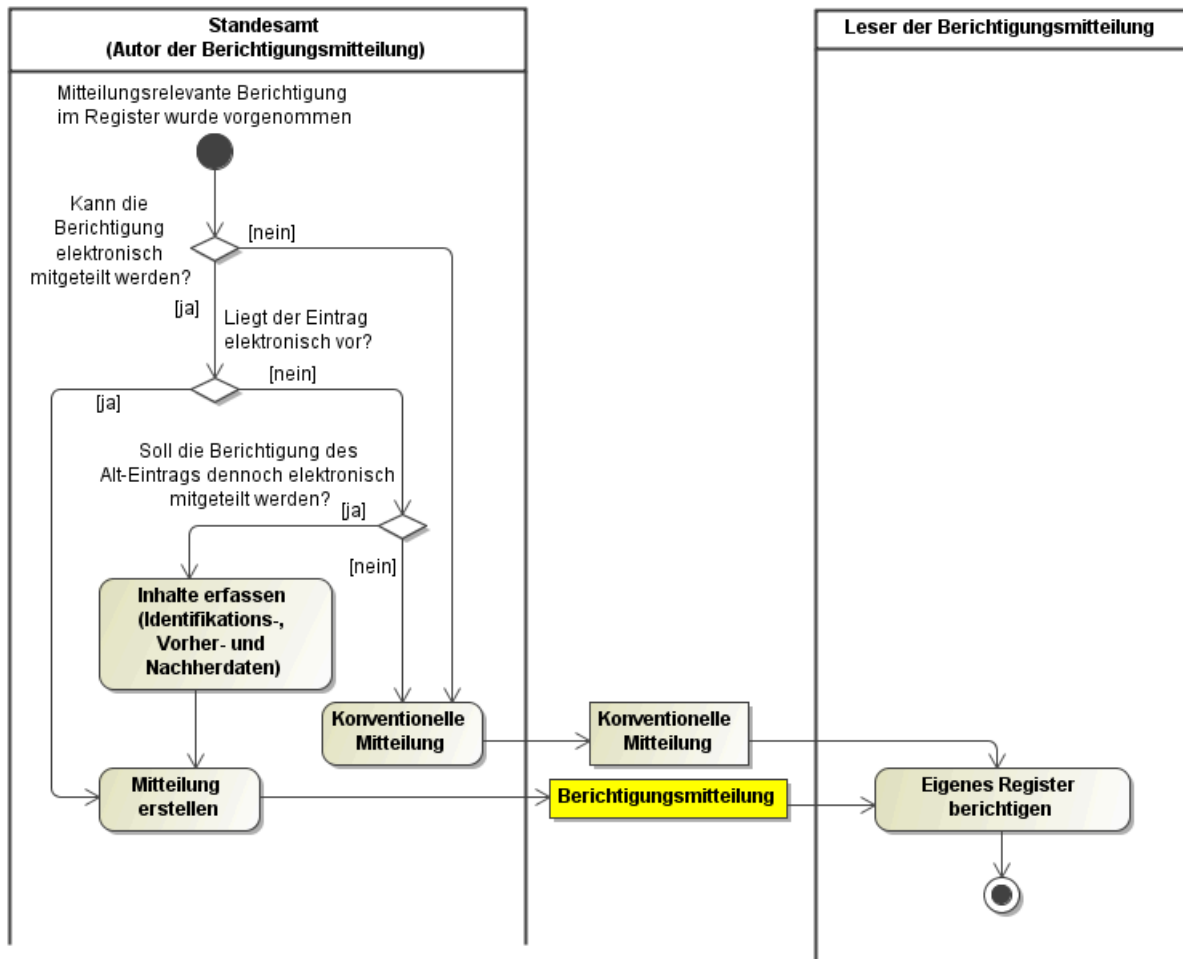 Standesamt
(Autor der Berichtigungsmitteilung)
Leser der Berichtigungsmitteilung
Mitteilungsrelevante Berichtigung
im Register wurde vorgenommen
Kann die
Berichtigung
elektronisch
mitgeteilt werden?
[nein]
[ja]
Liegt der Eintrag
elektronisch vor?
[nein]
[ja]
Soll die Berichtigung des
Alt-Eintrags dennoch elektronisch
mitgeteilt werden?
[ja]
[nein]
Inhalte erfassen
(Identifikations-,
Vorher- und
Nachherdaten)
Konventionelle
Mitteilung
Konventionelle
Mitteilung
Mitteilung
erstellen
Berichtigungsmitteilung
Eigenes Register
berichtigen